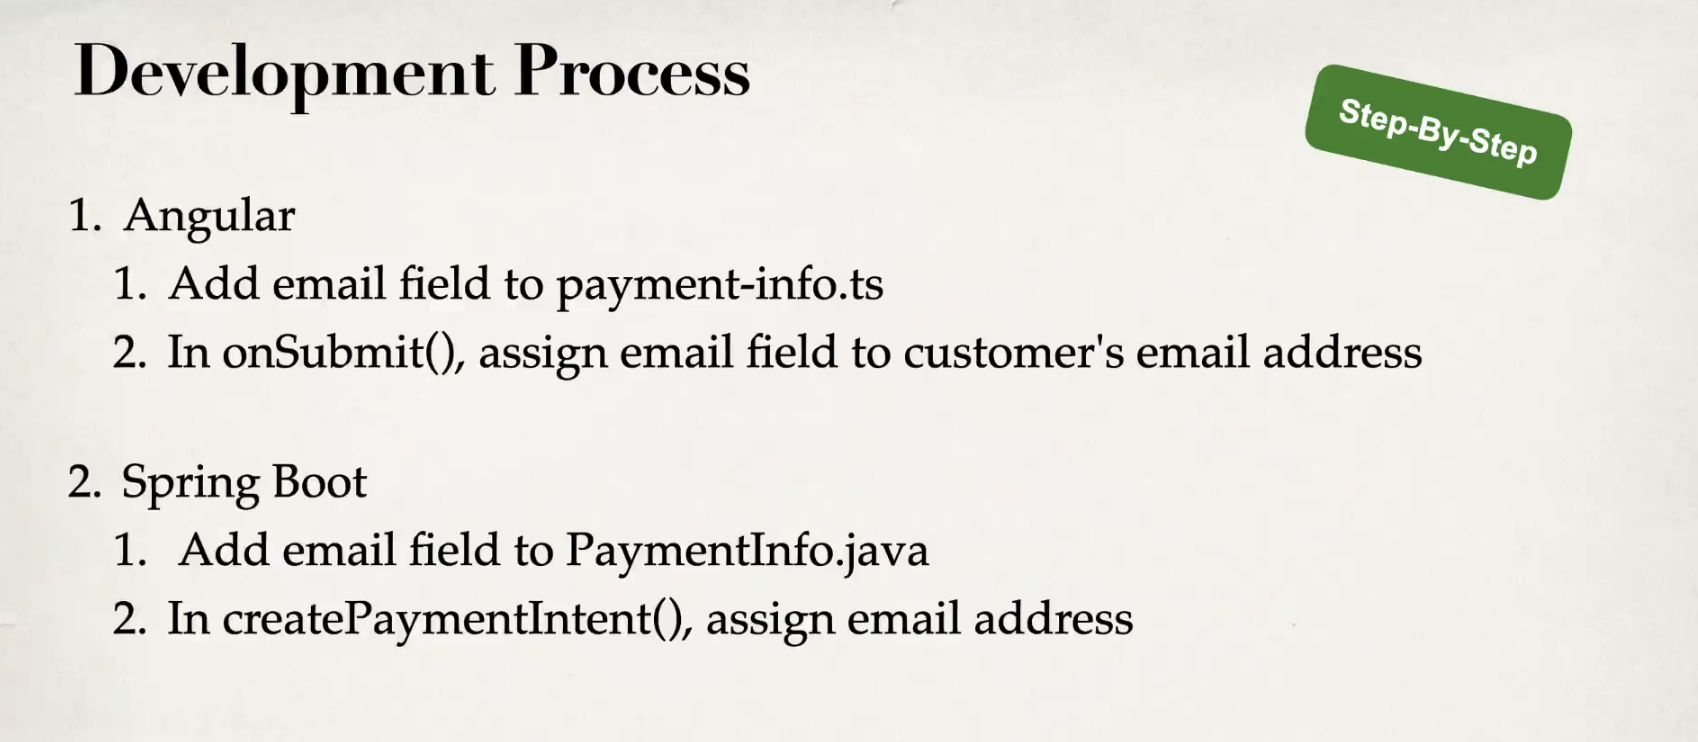 Development Process
Step-By-Step
1. Angular
1. Add email field to payment-info.ts
2. In onSubmit(), assign email field to customer's email address
2. Spring Boot
1. Add email field to PaymentInfo.java
2. In createPaymentIntent(), assign email address